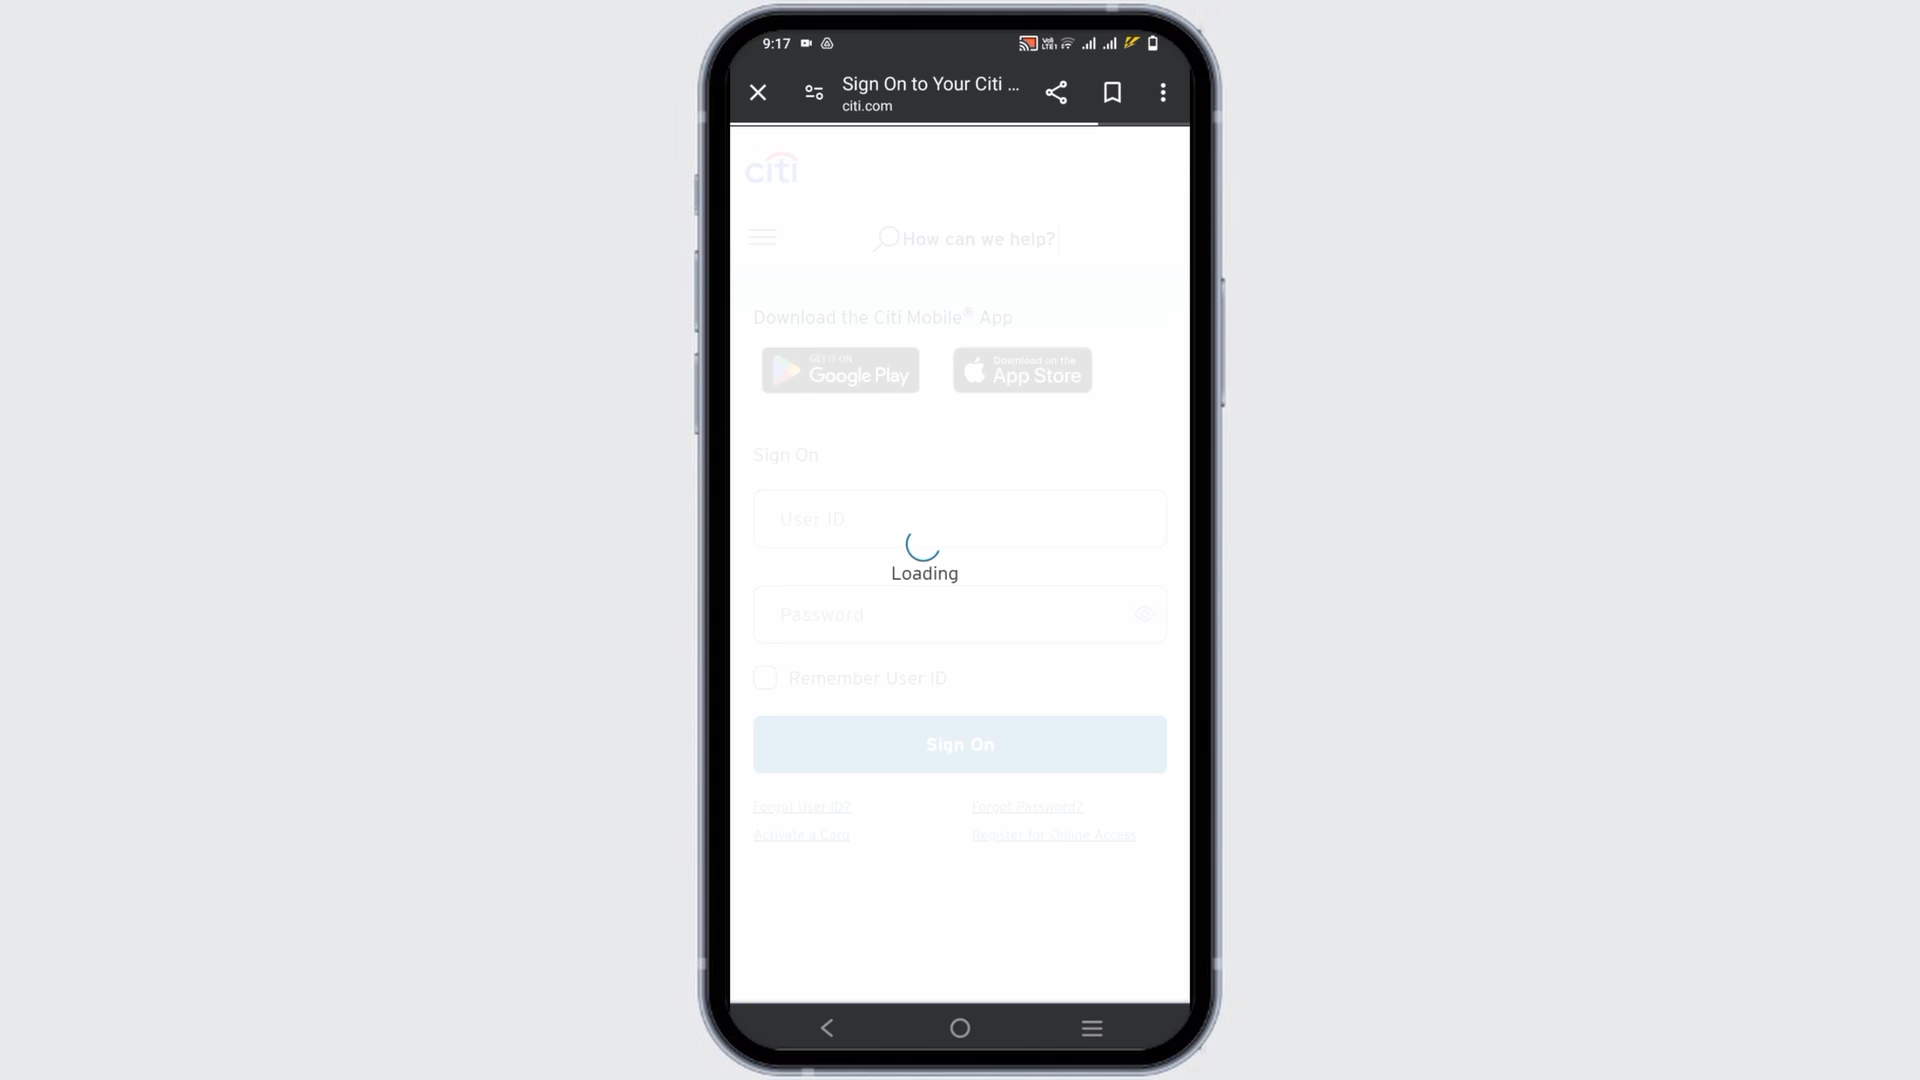 9:17
VoI LTE1
Sign On to Your Citi ...
citi.com
citi
How can we help?
Download the Citi Mobile® App
GET IT ON
Google Play
Download on the
App Store
Sign On
User ID
Loading
Password
Remember User ID
Sign On
Forgot User ID?
Forgot Password?
Activate a Card
Register for Online Access